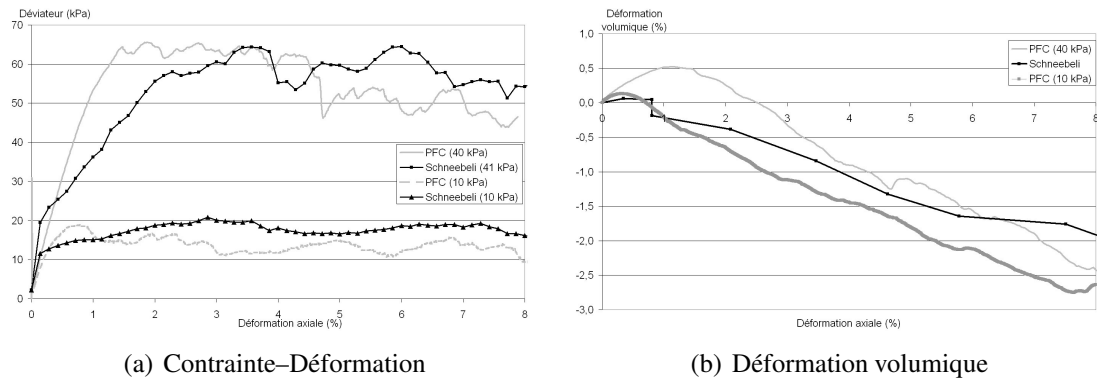 Déviateur (kPa)
70
60
50
40
30
20
10
0
PFC (40 kPa)
Schneebeli (41 kPa)
PFC (10 kPa)
Schneebeli (10 kPa)
0 1 2 3 4 5 6 7 8
Déformation axiale (%)
(a) Contrainte–Déformation
Déformation
volumique (%)
1,0
0,5
0,0
-0,5
-1,0
-1,5
-2,0
-2,5
-3,0
PFC (40 kPa)
Schneebeli
PFC (10 kPa)
0 1 2 3 4 5 6 7 8
Déformation axiale (%)
(b) Déformation volumique